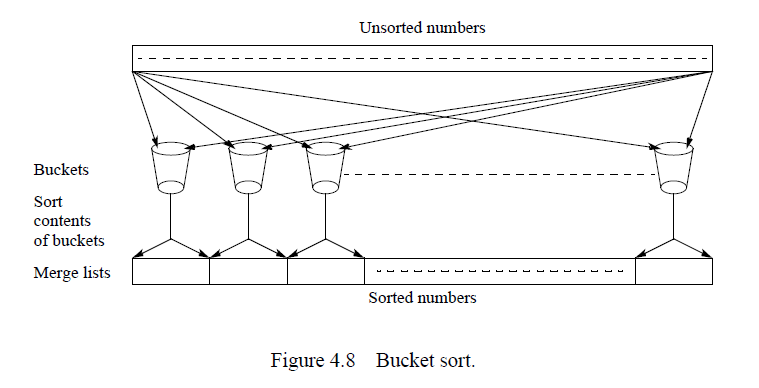 Unsorted numbers
Buckets
Sort
contents
of buckets
Merge lists
Sorted numbers
Figure 4.8 Bucket sort.